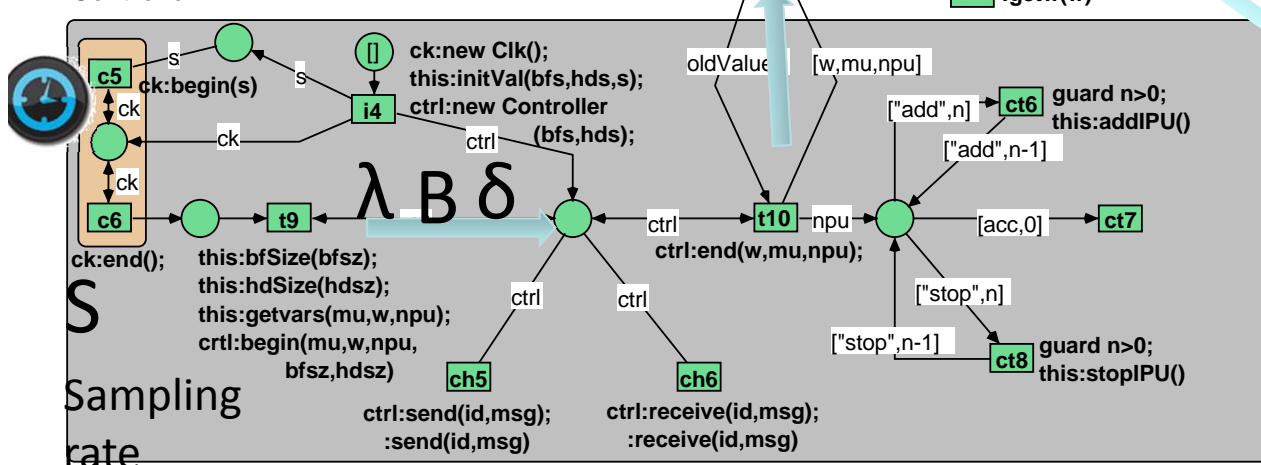 s
c5
ck:begin(s)
ck
ck
c6
ck:end();
s
[]
i4
ck:new Clk();
this:initVal(bfs,hds,s);
ctrl:new Controller
(bfs,hds);
ck
ctrl
λ B δ
t9
this:bfSize(bfsz);
this:hdSize(hdsz);
this:getvars(mu,w,npu);
crtl:begin(mu,w,npu,
bfsz,hdsz)
S
Sampling
rate
ctrl
ctrl
ch5
ctrl:send(id,msg);
:send(id,msg)
ch6
ctrl:receive(id,msg);
:receive(id,msg)
oldValue
[w,mu,npu]
ctrl
t10
npu
ctrl:end(w,mu,npu);
["add",n]
ct6
guard n>0;
this:addIPU()
["add",n-1]
[acc,0]
ct7
["stop",n]
["stop",n-1]
ct8
guard n>0;
this:stopIPU()